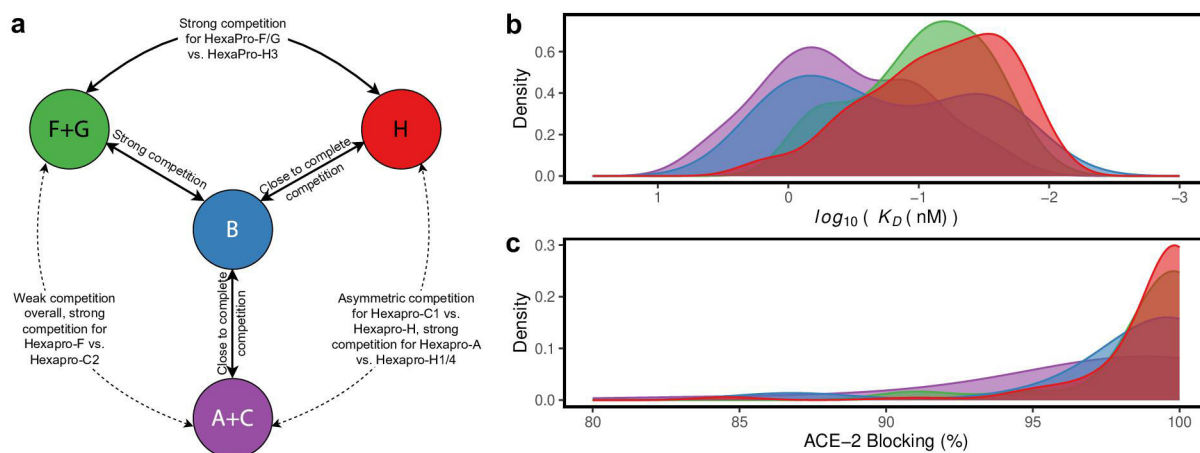 a
Strong competition
for HexaPro-F/G
vs. HexaPro-H3
F+G
H
Strong competition
Close to complete
competition
B
Close to complete
competition
Weak competition
overall, strong
competition for
Hexapro-F vs.
Hexapro-C2
Asymmetric competition
for Hexapro-C1 vs.
Hexapro-H, strong
competition for Hexapro-A
vs. Hexapro-H1/4
A+C
b
Density
0.6
0.4
0.2
0.0
1
0
−1
−2
−3
log10 ( KD ( nM) )
c
Density
0.3
0.2
0.1
0.0
80
85
90
95
100
ACE−2 Blocking (%)